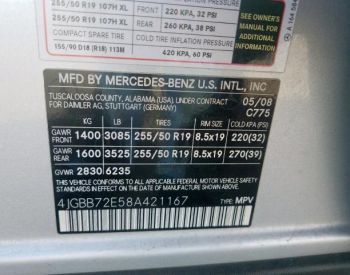 255/50 R19 107H XL FRONT 220 KPA, 32 PSI
255/50 R19 107H XL REAR 260 KPA, 38 PSI
COMPACT SPARE TIRE COLD TIRE INFLATION PRESSURE
155/90 D18 (R18) 113M 420 KPA, 60 PSI
SEE OWNER'S
MANUAL FOR
ADDITIONAL
INFORMATION
A 164 584
MFD BY MERCEDES-BENZ U.S. INTL., INC
TUSCALOOSA COUNTY, ALABAMA (USA) UNDER CONTRACT
FOR DAIMLER AG, STUTTGART (GERMANY)
05/08
C775
KG LB TIRES RIM SIZE COLD KPA (PSI)
GAWR FRONT 1400 3085 255/50 R19 8.5x19 220(32)
GAWR REAR 1600 3525 255/50 R19 8.5x19 270(39)
GVWR 2830 6235
THIS VEHICLE CONFORMS TO ALL APPLICABLE FEDERAL MOTOR
VEHICLE SAFETY STANDARDS IN EFFECT
ON THE DATE OF MANUFACTURE SHOWN ABOVE.
4JGBB72E58A421167 TYPE: MPV